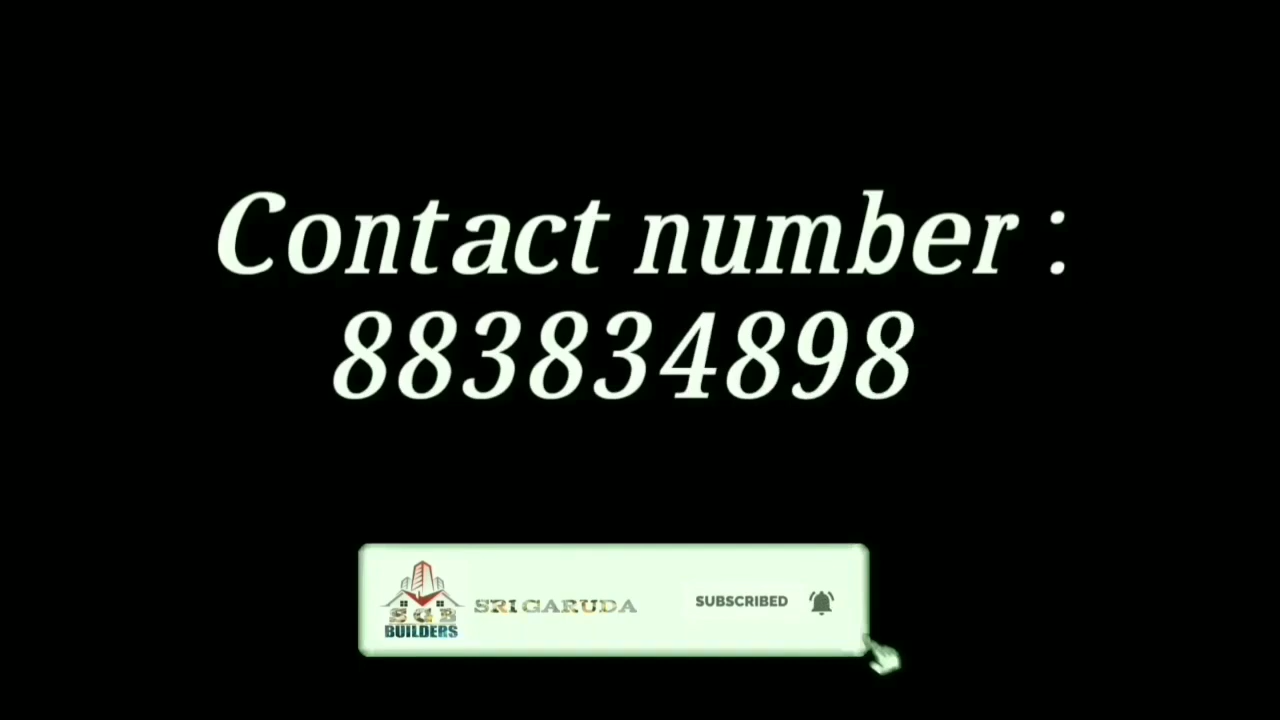 Contact number :
883834898
SGB
BUILDERS
SRI GARUDA
SUBSCRIBED